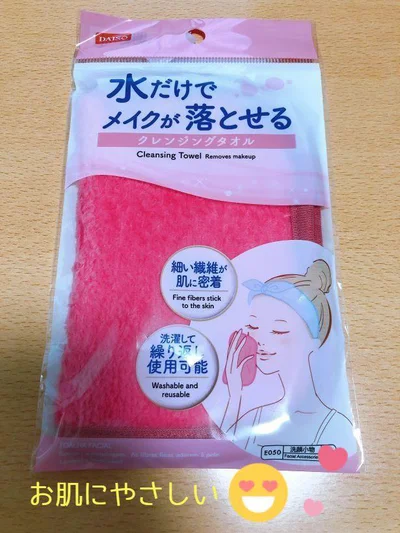 DAISO
水だけで
メイクが落とせる
クレンジングタオル
Cleansing Towel Removes makeup
細い繊維が
肌に密着
Fine fibers stick
to the skin
洗濯して
繰り返し
使用可能
Washable and
reusable
E050
洗顔小物
Facial Accessories
お肌にやさしい